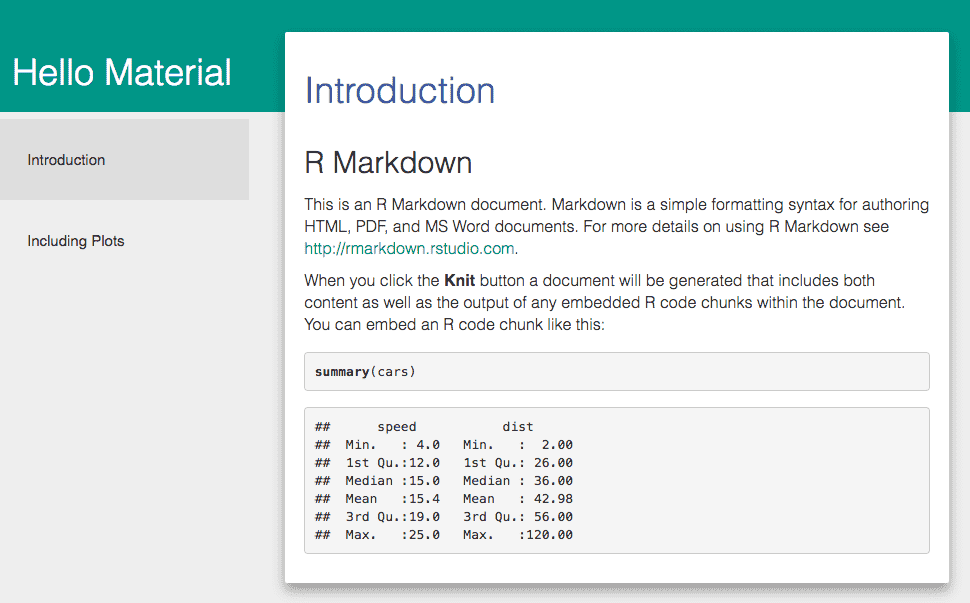 Hello Material
Introduction
Including Plots
Introduction
R Markdown
This is an R Markdown document. Markdown is a simple formatting syntax for authoring
HTML, PDF, and MS Word documents. For more details on using R Markdown see
http://rmarkdown.rstudio.com.
When you click the Knit button a document will be generated that includes both
content as well as the output of any embedded R code chunks within the document.
You can embed an R code chunk like this:
summary(cars)
##      speed           dist
##  Min.   : 4.0   Min.   :  2.00
##  1st Qu.:12.0   1st Qu.: 26.00
##  Median :15.0   Median : 36.00
##  Mean   :15.4   Mean   : 42.98
##  3rd Qu.:19.0   3rd Qu.: 56.00
##  Max.   :25.0   Max.   :120.00